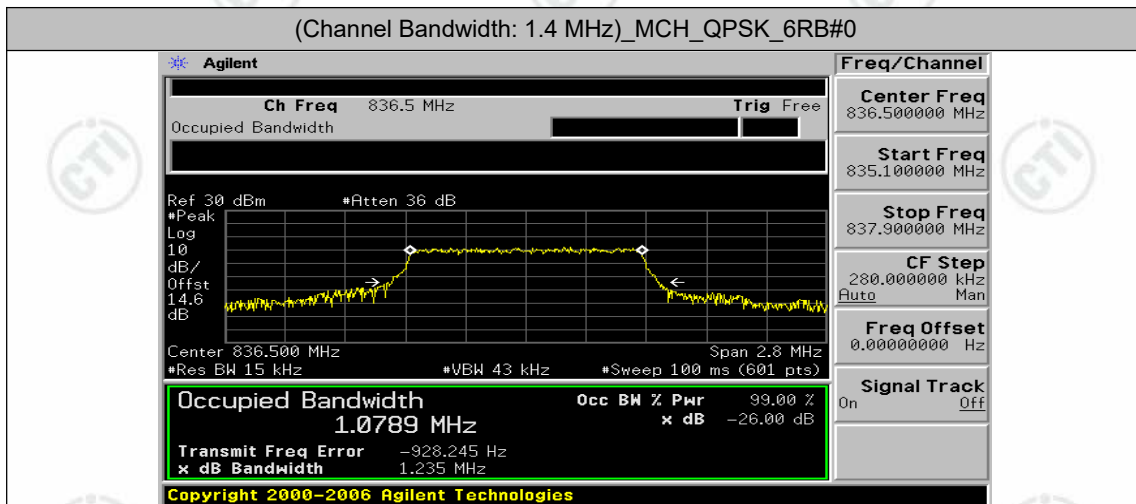 (Channel Bandwidth: 1.4 MHz)_MCH_QPSK_6RB#0
Agilent
Freq/Channel
Ch Freq 836.5 MHz Trig Free
Occupied Bandwidth
Center Freq
836.500000 MHz
Start Freq
835.100000 MHz
Stop Freq
837.900000 MHz
CF Step
280.000000 kHz
Auto Man
Freq Offset
0.00000000 Hz
Signal Track
On Off
Ref 30 dBm #Atten 36 dB
#Peak
Log
10
dB/
Offst
14.6
dB
Center 836.500 MHz Span 2.8 MHz
#Res BW 15 kHz #VBW 43 kHz #Sweep 100 ms (601 pts)
Occupied Bandwidth Occ BW % Pwr 99.00 %
1.0789 MHz x dB -26.00 dB
Transmit Freq Error -928.245 Hz
x dB Bandwidth 1.235 MHz
Copyright 2000-2006 Agilent Technologies
CTI
CTI